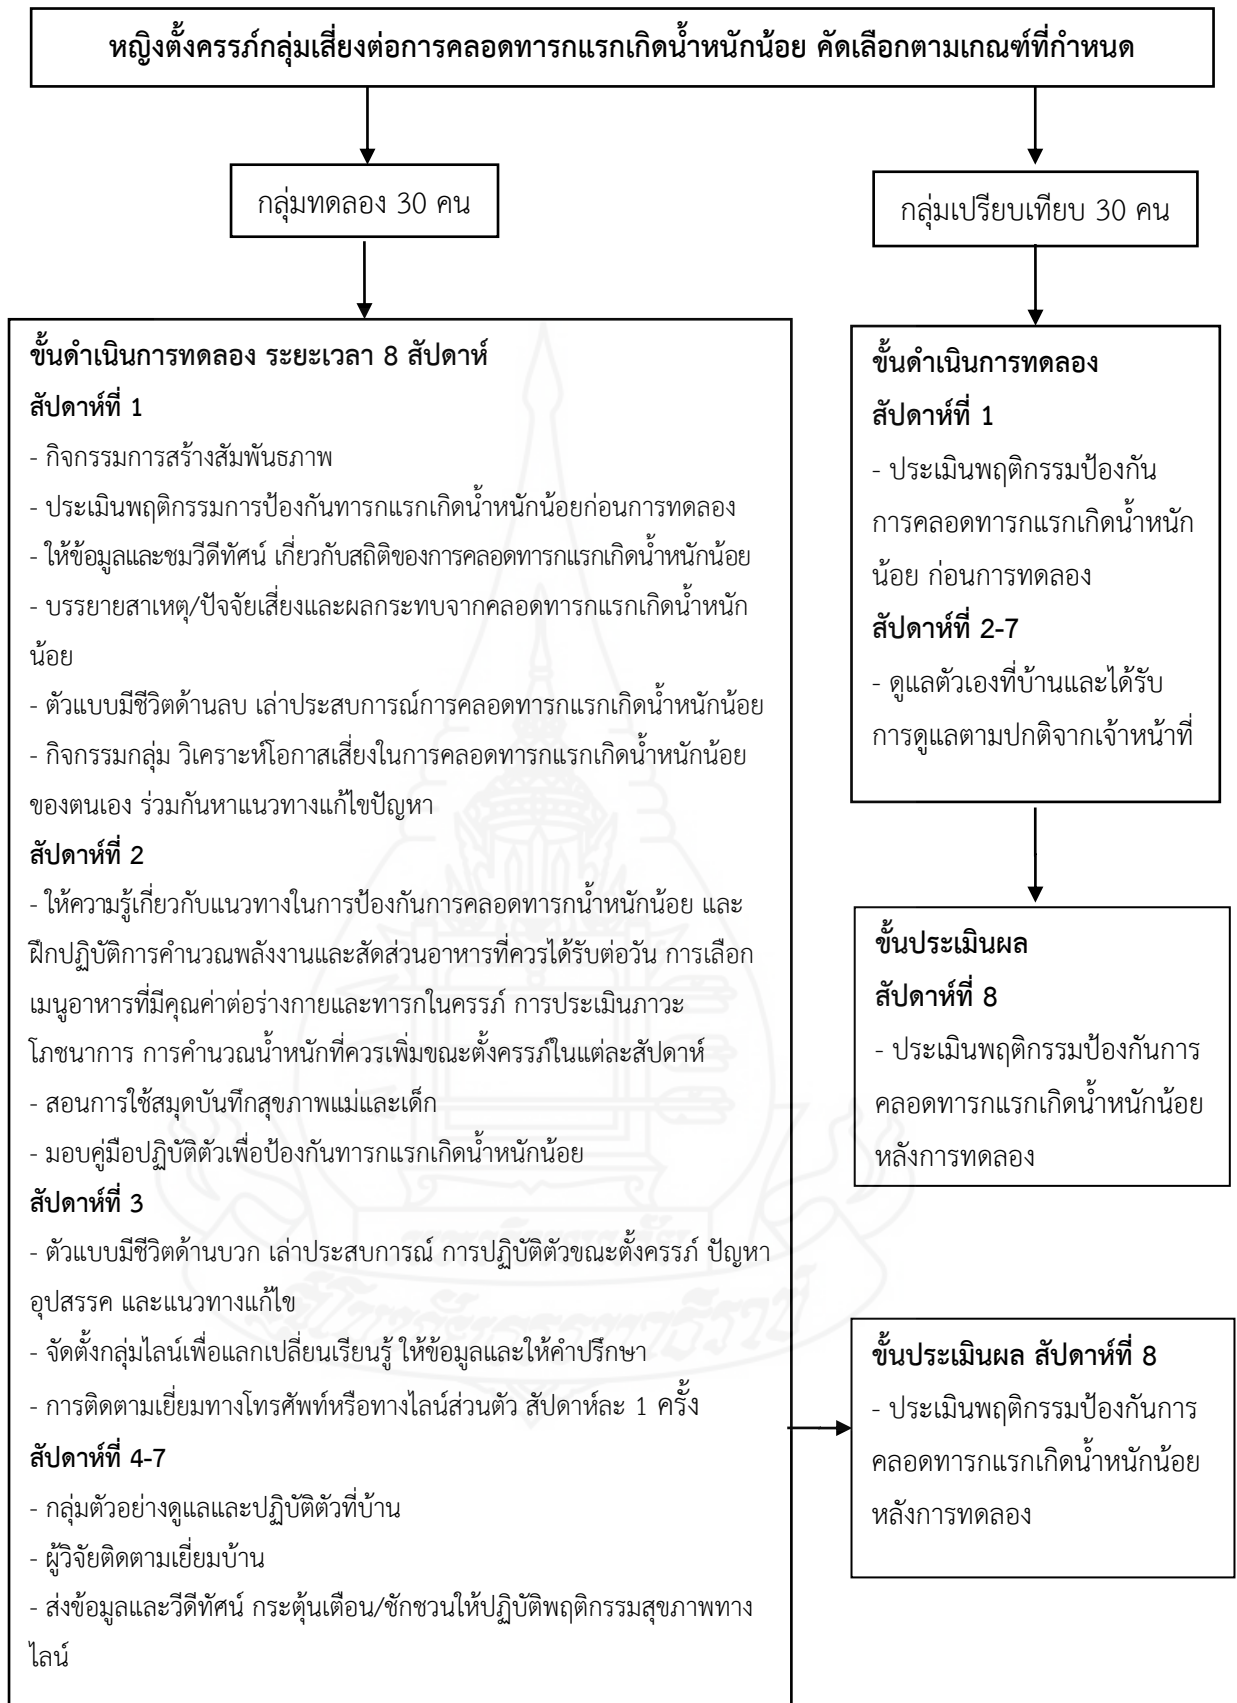 หญิงตั้งครรภ์กลุ่มเสี่ยงต่อการคลอดทารกแรกเกิดน้ำหนักน้อย คัดเลือกตามเกณฑ์ที่กำหนด
กลุ่มทดลอง 30 คน
กลุ่มเปรียบเทียบ 30 คน
ขั้นดำเนินการทดลอง ระยะเวลา 8 สัปดาห์
สัปดาห์ที่ 1
- กิจกรรมการสร้างสัมพันธภาพ
- ประเมินพฤติกรรมการป้องกันทารกแรกเกิดน้ำหนักน้อยก่อนการทดลอง
- ให้ข้อมูลและชมวีดีทัศน์ เกี่ยวกับสถิติของการคลอดทารกแรกเกิดน้ำหนักน้อย
- บรรยายสาเหตุ/ปัจจัยเสี่ยงและผลกระทบจากคลอดทารกแรกเกิดน้ำหนัก
น้อย
- ตัวแบบมีชีวิตด้านลบ เล่าประสบการณ์การคลอดทารกแรกเกิดน้ำหนักน้อย
- กิจกรรมกลุ่ม วิเคราะห์โอกาสเสี่ยงในการคลอดทารกแรกเกิดน้ำหนักน้อย
ของตนเอง ร่วมกันหาแนวทางแก้ไขปัญหา
สัปดาห์ที่ 2
- ให้ความรู้เกี่ยวกับแนวทางในการป้องกันการคลอดทารกน้ำหนักน้อย และ
ฝึกปฏิบัติการคำนวณพลังงานและสัดส่วนอาหารที่ควรได้รับต่อวัน การเลือก
เมนูอาหารที่มีคุณค่าต่อร่างกายและทารกในครรภ์ การประเมินภาวะ
โภชนาการ การคำนวณน้ำหนักที่ควรเพิ่มขณะตั้งครรภ์ในแต่ละสัปดาห์
- สอนการใช้สมุดบันทึกสุขภาพแม่และเด็ก
- มอบคู่มือปฏิบัติตัวเพื่อป้องกันทารกแรกเกิดน้ำหนักน้อย
สัปดาห์ที่ 3
- ตัวแบบมีชีวิตด้านบวก เล่าประสบการณ์ การปฏิบัติตัวขณะตั้งครรภ์ ปัญหา
อุปสรรค และแนวทางแก้ไข
- จัดตั้งกลุ่มไลน์เพื่อแลกเปลี่ยนเรียนรู้ ให้ข้อมูลและให้คำปรึกษา
- การติดตามเยี่ยมทางโทรศัพท์หรือทางไลน์ส่วนตัว สัปดาห์ละ 1 ครั้ง
สัปดาห์ที่ 4-7
- กลุ่มตัวอย่างดูแลและปฏิบัติตัวที่บ้าน
- ผู้วิจัยติดตามเยี่ยมบ้าน
- ส่งข้อมูลและวีดีทัศน์ กระตุ้นเตือน/ชักชวนให้ปฏิบัติพฤติกรรมสุขภาพทาง
ไลน์
ขั้นดำเนินการทดลอง
สัปดาห์ที่ 1
- ประเมินพฤติกรรมป้องกัน
การคลอดทารกแรกเกิดน้ำหนัก
น้อย ก่อนการทดลอง
สัปดาห์ที่ 2-7
- ดูแลตัวเองที่บ้านและได้รับ
การดูแลตามปกติจากเจ้าหน้าที่
ขั้นประเมินผล
สัปดาห์ที่ 8
- ประเมินพฤติกรรมป้องกันการ
คลอดทารกแรกเกิดน้ำหนักน้อย
หลังการทดลอง
ขั้นประเมินผล สัปดาห์ที่ 8
- ประเมินพฤติกรรมป้องกันการ
คลอดทารกแรกเกิดน้ำหนักน้อย
หลังการทดลอง